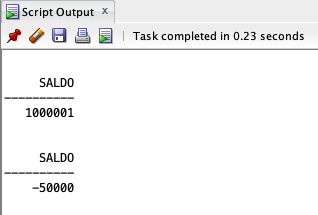 Script Output x
Task completed in 0.23 seconds
SALDO
----------
1000001
SALDO
----------
-50000